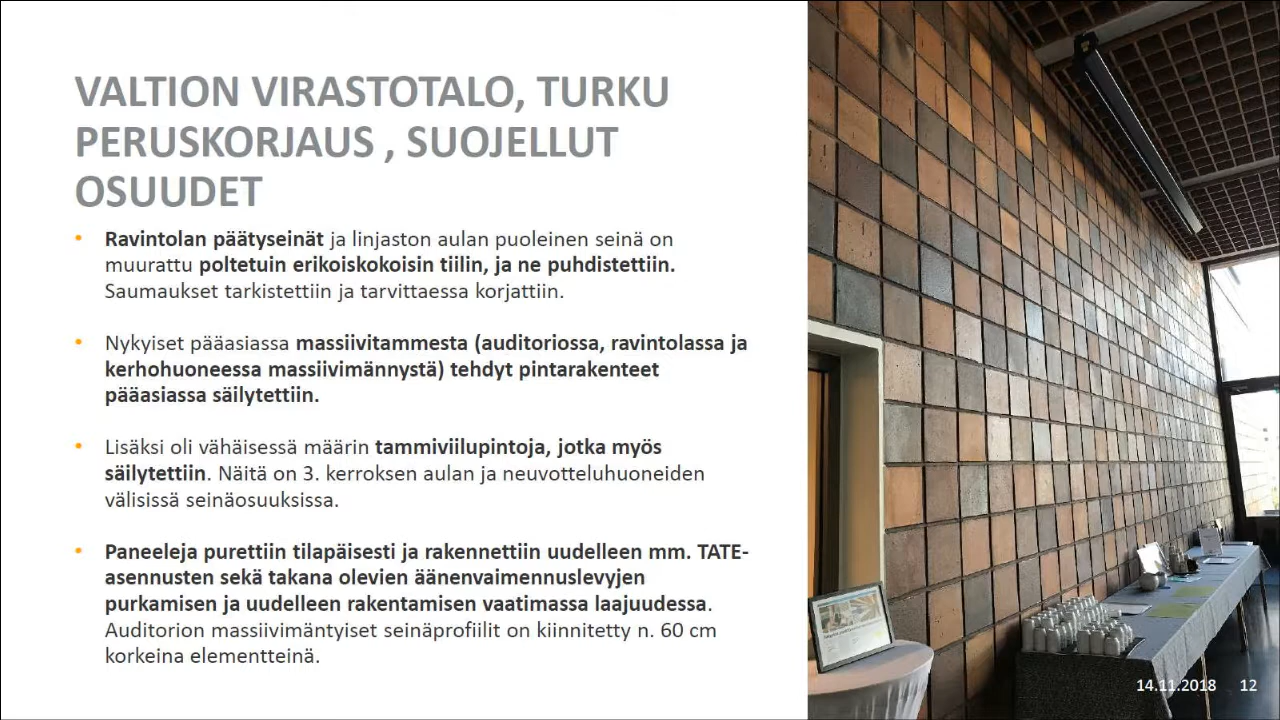 VALTION VIRASTOTALO, TURKU
PERUSKORJAUS , SUOJELLUT
OSUUDET
• Ravintolan päätyseinät ja linjaston aulan puoleinen seinä on
muurattu poltetuin erikoiskokoisin tiilin, ja ne puhdistettiin.
Saumaukset tarkistettiin ja tarvittaessa korjattiin.
• Nykyiset pääasiassa massiivitammesta (auditoriossa, ravintolassa ja
kerhohuoneessa massiivimännystä) tehdyt pintarakenteet
pääasiassa säilytettiin.
• Lisäksi oli vähäisessä määrin tammiviilupintoja, jotka myös
säilytettiin. Näitä on 3. kerroksen aulan ja neuvotteluhuoneiden
välisissä seinäosuuksissa.
• Paneeleja purettiin tilapäisesti ja rakennettiin uudelleen mm. TATE-
asennusten sekä takana olevien äänenvaimennuslevyjen
purkamisen ja uudelleen rakentamisen vaatimassa laajuudessa.
Auditorion massiivimäntyiset seinäprofiilit on kiinnitetty n. 60 cm
korkeina elementteinä.
14.11.2018 12